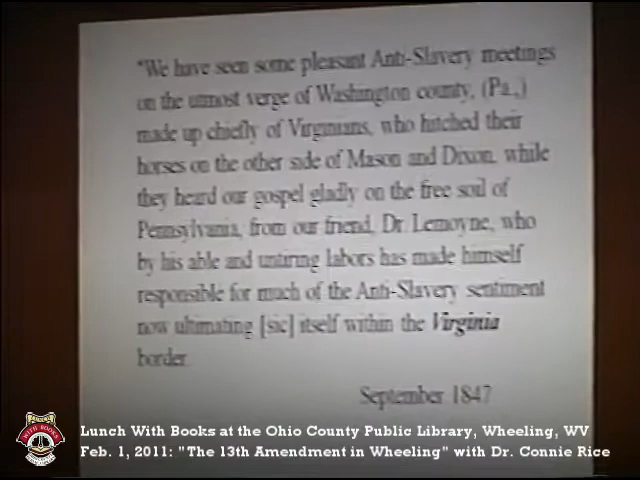 "We have seen some pleasant Anti-Slavery meetings
on the utmost verge of Washington county, (Pa.,)
made up chiefly of Virginians, who hitched their
horses on the other side of Mason and Dixon, while
they heard our gospel gladly on the free soil of
Pennsylvania, from our friend, Dr. Lemoyne, who
by his able and untiring labors has made himself
responsible for much of the Anti-Slavery sentiment
now ultimating [sic] itself within the Virginia
border.
September 1847
LUNCH
WITH BOOKS
Lunch With Books at the Ohio County Public Library, Wheeling, WV
Feb. 1, 2011: "The 13th Amendment in Wheeling" with Dr. Connie Rice